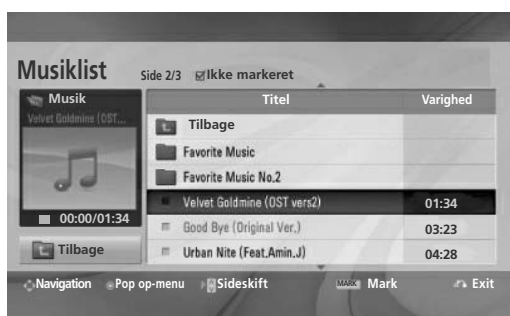 Musiklist Side 2/3 Ikke markeret
Musik Titel Varighed
Velvet Goldmine (OST...
Tilbage
Favorite Music
Favorite Music No.2
Velvet Goldmine (OST vers2) 01:34
00:00/01:34
Good Bye (Original Ver.) 03:23
Tilbage
Urban Nite (Feat.Amin.J) 04:28
Navigation Pop op-menu Sideskift MARK Mark Exit